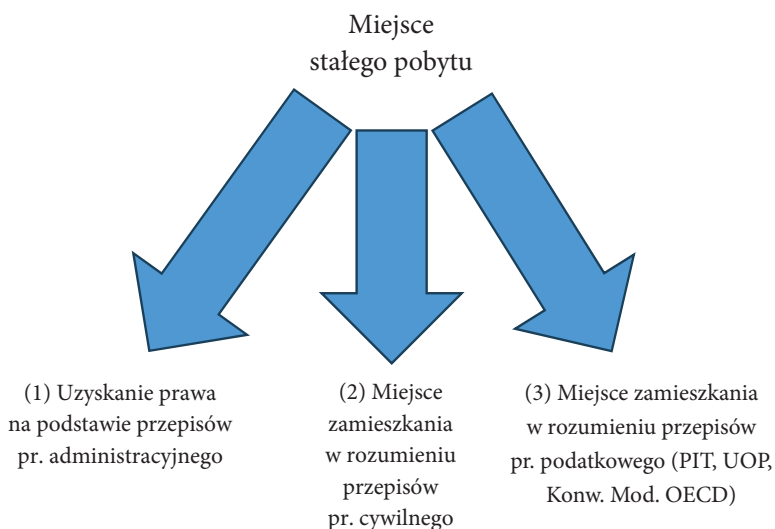 Miejsce
stałego pobytu
(1) Uzyskanie prawa
na podstawie przepisów
pr. administracyjnego
(2) Miejsce
zamieszkania
w rozumieniu
przepisów
pr. cywilnego
(3) Miejsce zamieszkania
w rozumieniu przepisów
pr. podatkowego (PIT, UOP,
Konw. Mod. OECD)